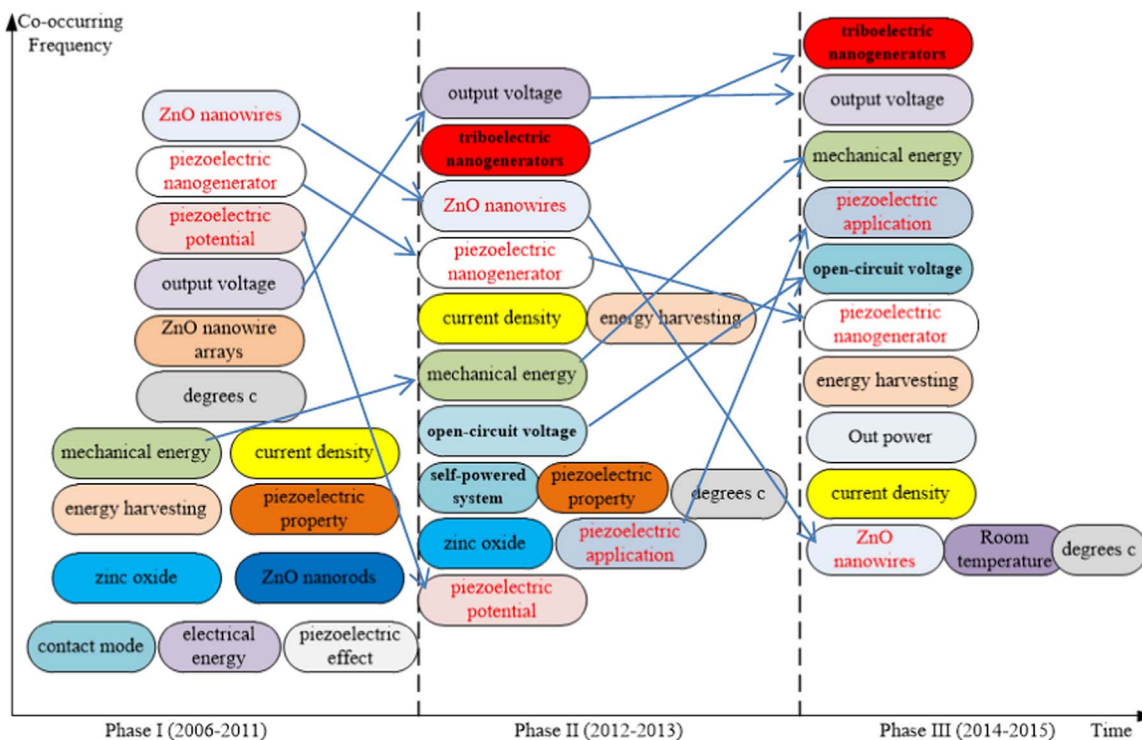 Co-occurring
Frequency
ZnO nanowires
piezoelectric
nanogenerator
piezoelectric
potential
output voltage
ZnO nanowire
arrays
degrees c
mechanical energy
current density
energy harvesting
piezoelectric
property
zinc oxide
ZnO nanorods
contact mode
electrical
energy
piezoelectric
effect
output voltage
triboelectric
nanogenerators
ZnO nanowires
piezoelectric
nanogenerator
current density
energy harvesting
mechanical energy
open-circuit voltage
self-powered
system
piezoelectric
property
degrees c
zinc oxide
piezoelectric
application
piezoelectric
potential
triboelectric
nanogenerators
output voltage
mechanical energy
piezoelectric
application
open-circuit voltage
piezoelectric
nanogenerator
energy harvesting
Out power
current density
ZnO
nanowires
Room
temperature
degrees c
Phase I (2006-2011)
Phase II (2012-2013)
Phase III (2014-2015)
Time